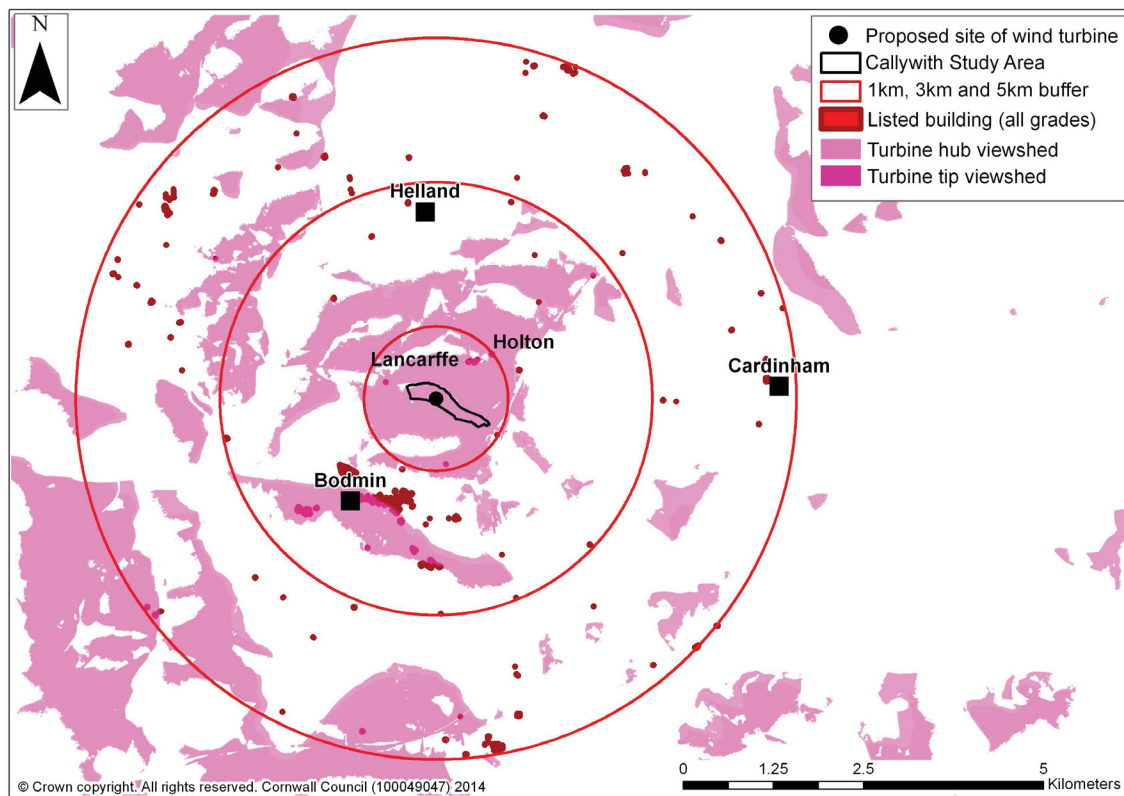 N
Proposed site of wind turbine
Callywith Study Area
1km, 3km and 5km buffer
Listed building (all grades)
Turbine hub viewshed
Turbine tip viewshed
Helland
Holton
Lancarffe
Cardinham
Bodmin
0 1.25 2.5 5
Kilometers
© Crown copyright. All rights reserved. Cornwall Council (100049047) 2014